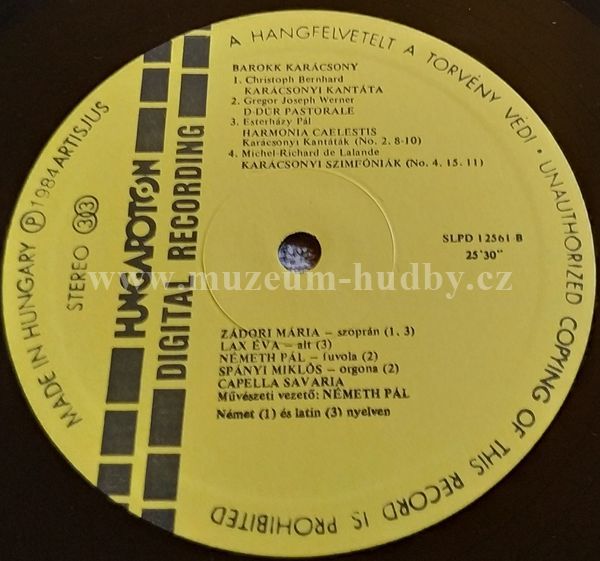 A HANGFELVETELT A TÖRVÉNY VÉDI · UNAUTHORIZED COPYING OF THIS RECORD IS PROHIBITED
MADE IN HUNGARY Ⓟ 1984 ARTISJUS
STEREO 33
HUNGAROTON
DIGITAL RECORDING
BAROKK KARÁCSONY
1. Christoph Bernhard
KARÁCSONYI KANTÁTA
2. Gregor Joseph Werner
D-DÚR PASTORALE
3. Esterházy Pál
HARMONIA CAELESTIS
Karácsonyi Kantáták (No. 2, 8-10)
4. Michel-Richard de Lalande
KARÁCSONYI SZIMFÓNIÁK (No. 4, 15, 11)
SLPD 12561 B
25'30"
www.muzeum-hudby.cz
ZÁDORI MÁRIA – szoprán (1, 3)
LAX ÉVA – alt (3)
NÉMETH PÁL – fuvola (2)
SPÁNYI MIKLÓS – orgona (2)
CAPELLA SAVARIA
Művészeti vezető: NÉMETH PÁL
Német (1) és latin (3) nyelven